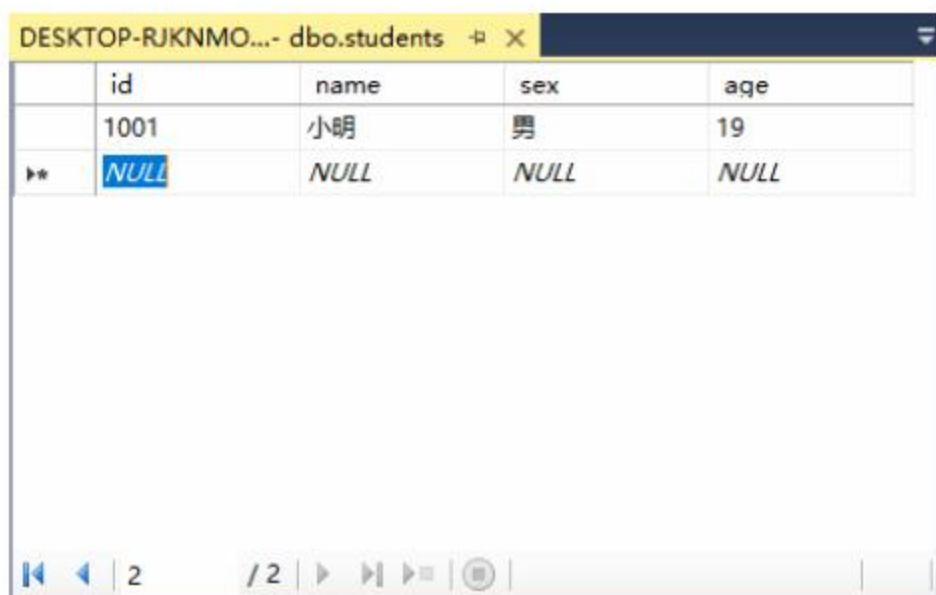 DESKTOP-RJKNMO...- dbo.students
id name sex age
1001 小明 男 19
NULL NULL NULL NULL
2 / 2